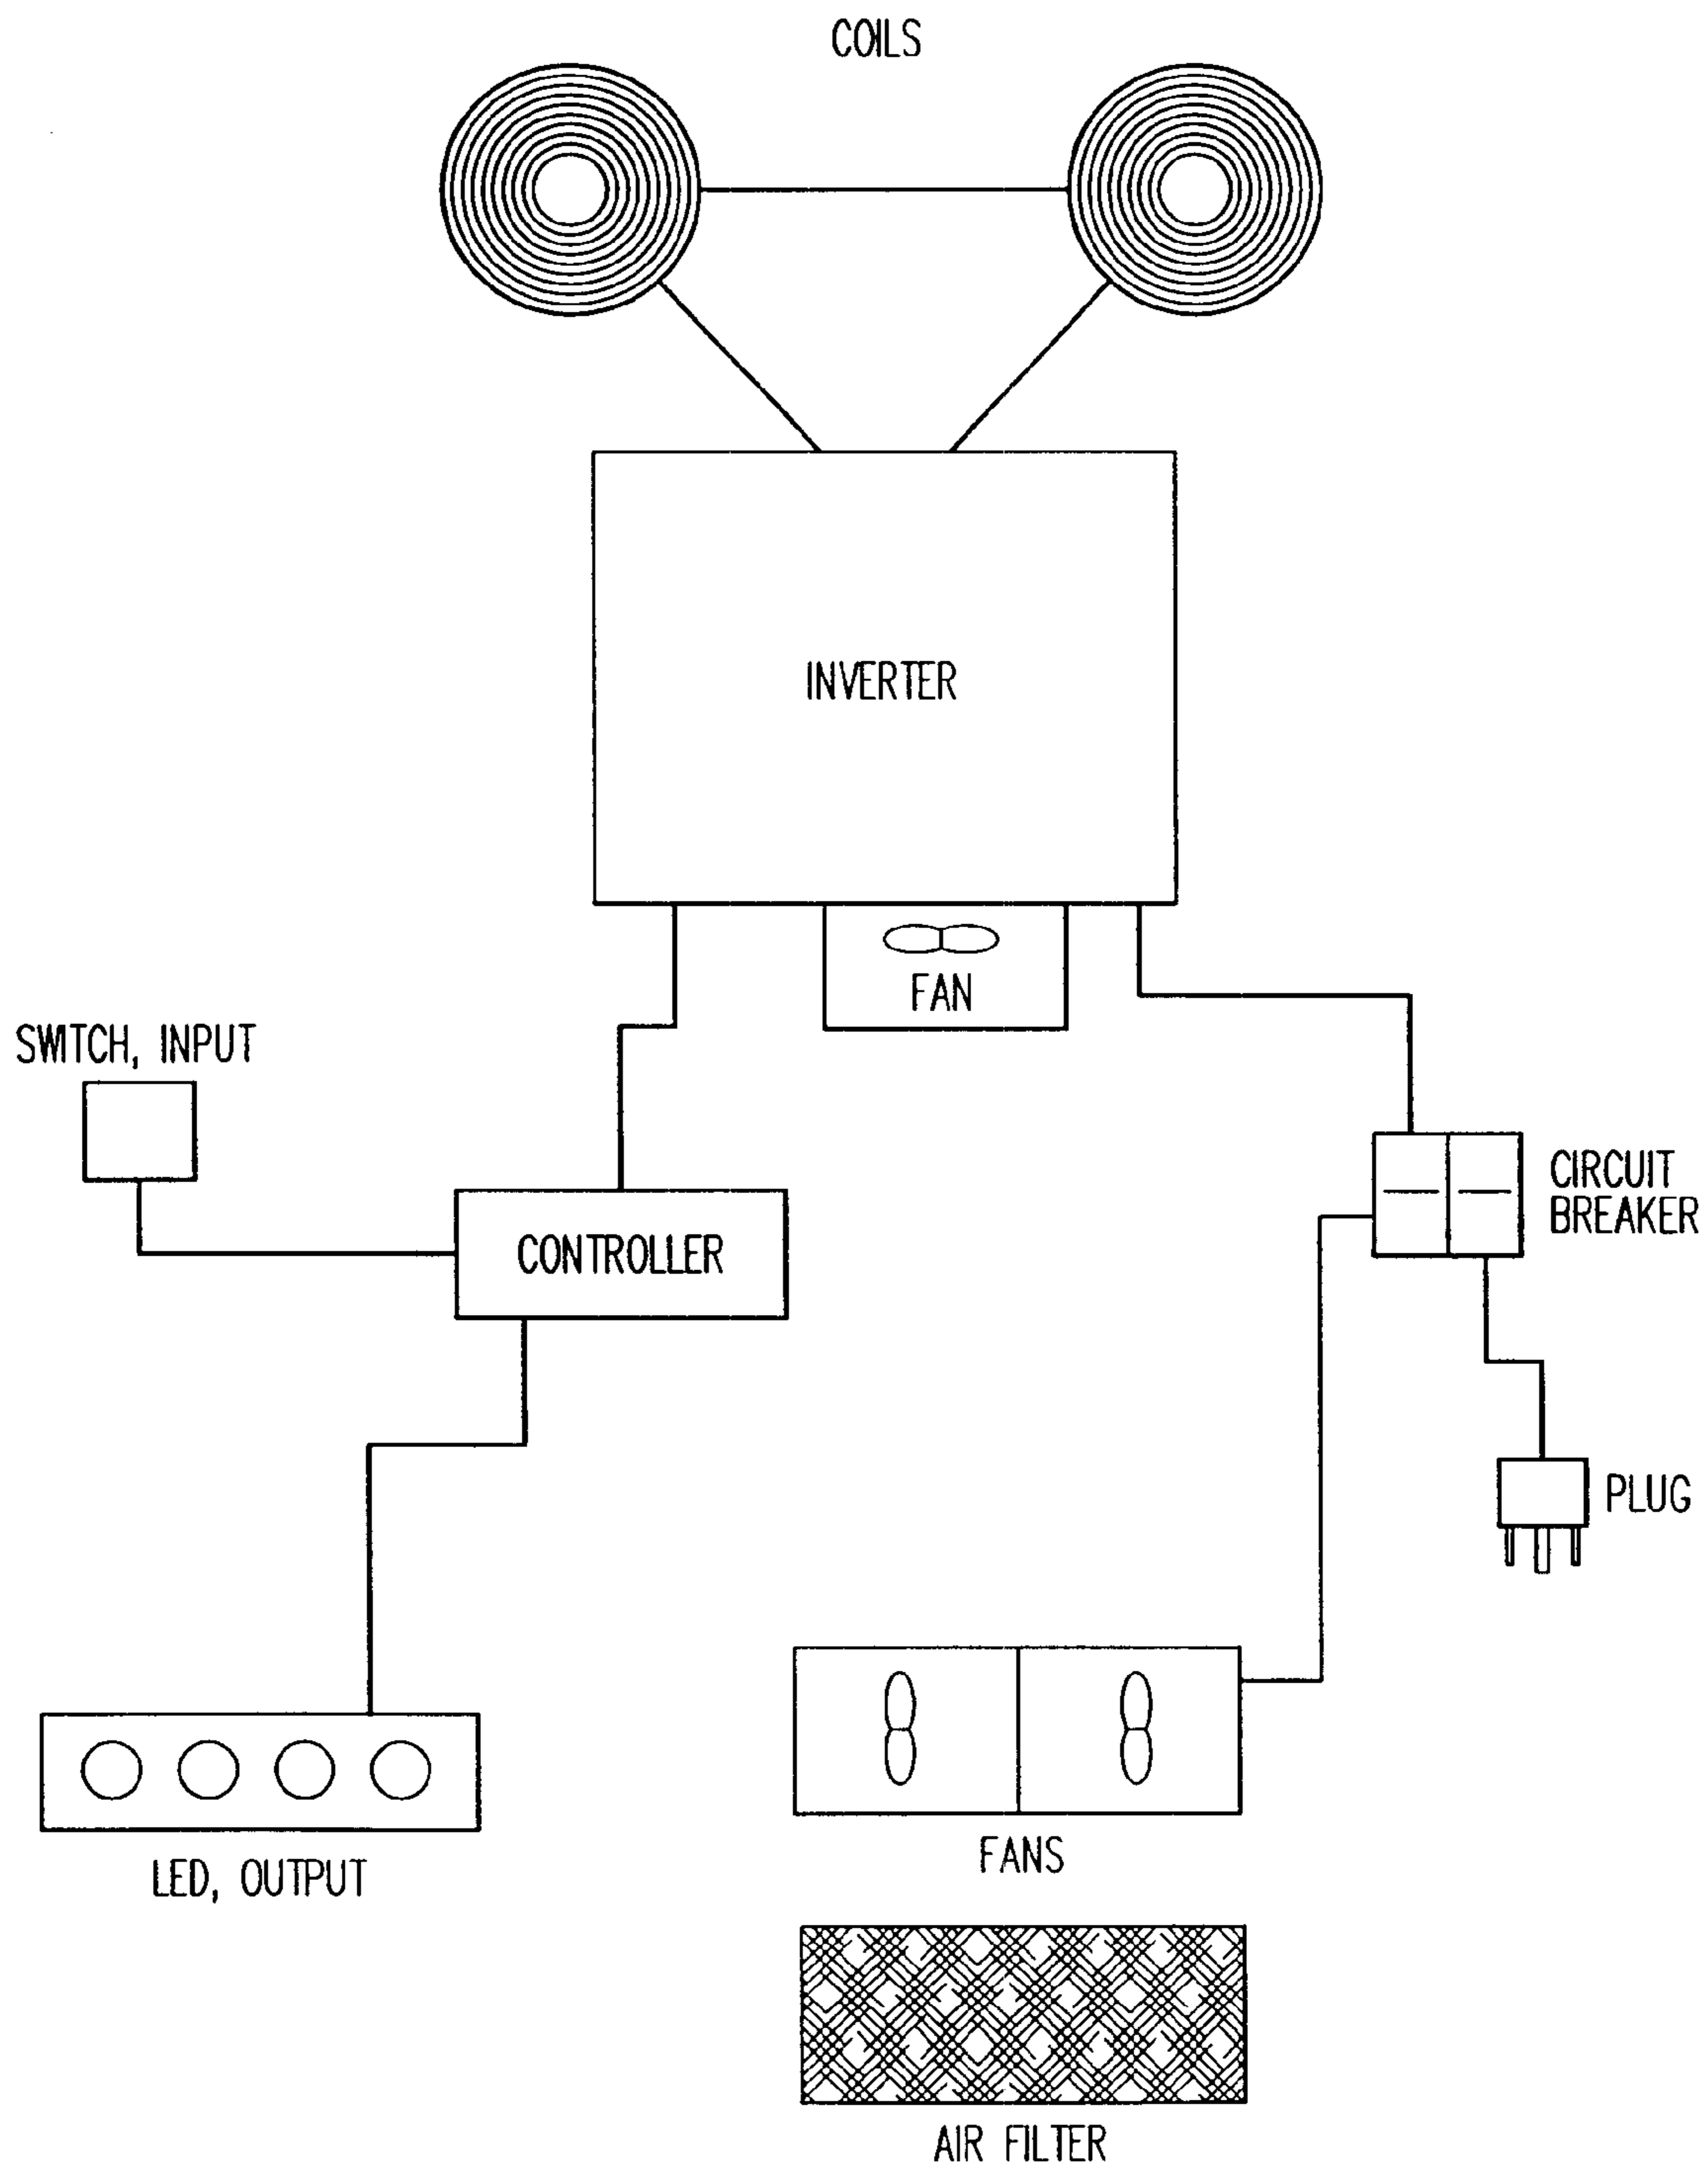 COILS
INVERTER
FAN
SWITCH, INPUT
CIRCUIT
BREAKER
CONTROLLER
PLUG
FANS
LED, OUTPUT
AIR FILTER